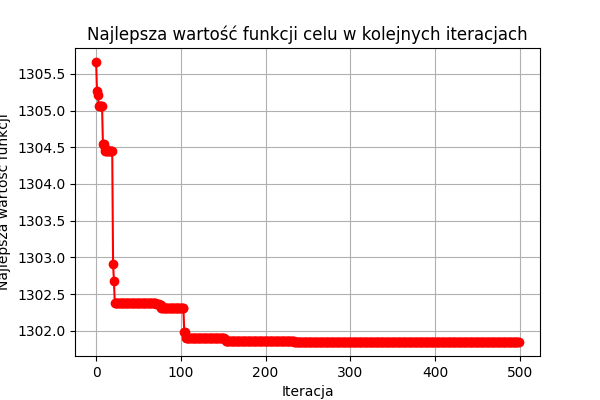 Najlepsza wartość funkcji celu w kolejnych iteracjach
Najlepsza wartość funkcji
1305.5
1305.0
1304.5
1304.0
1303.5
1303.0
1302.5
1302.0
0 100 200 300 400 500
Iteracja